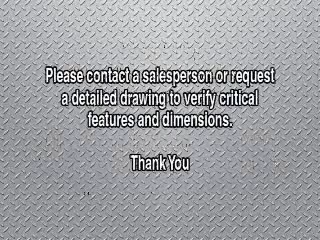 Please contact a salesperson or request
a detailed drawing to verify critical
features and dimensions.
Thank You